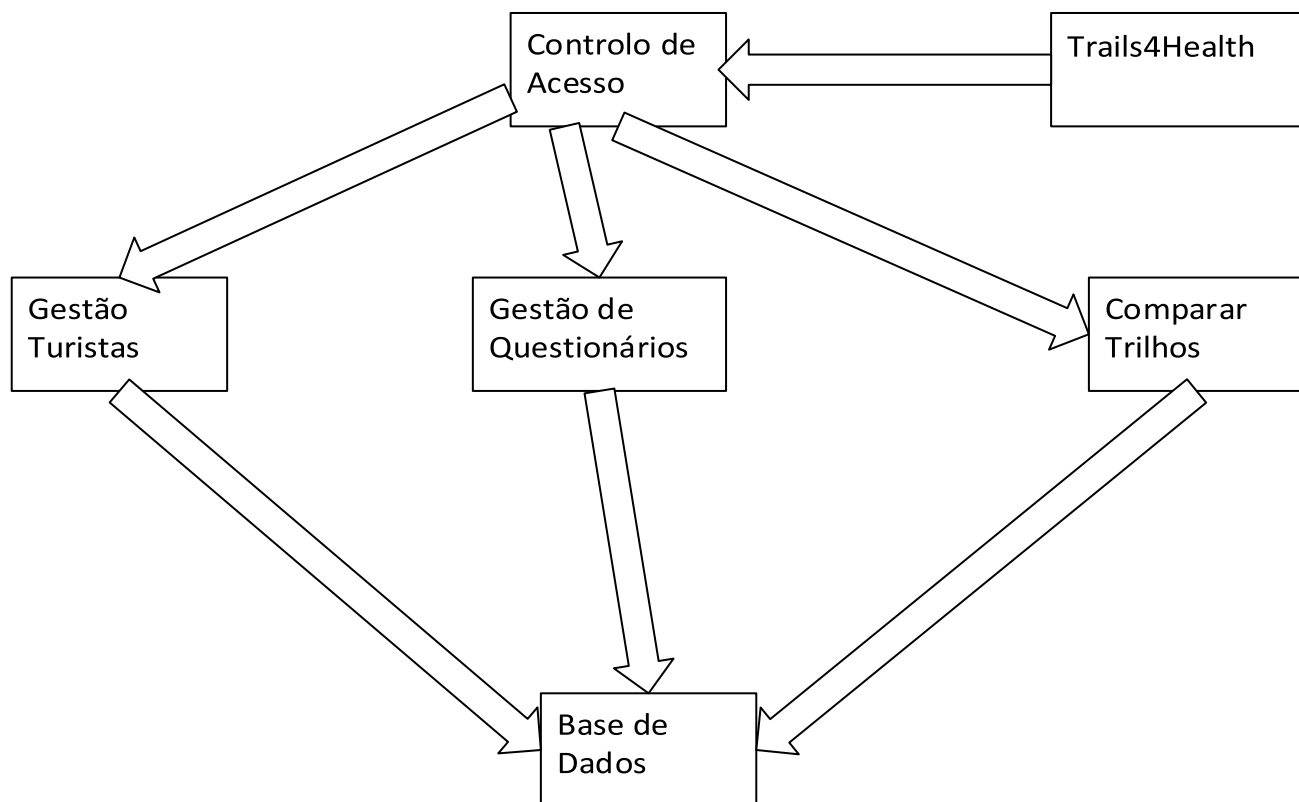 Controlo de
Acesso
Trails4Health
Gestão
Turistas
Gestão de
Questionários
Comparar
Trilhos
Base de
Dados